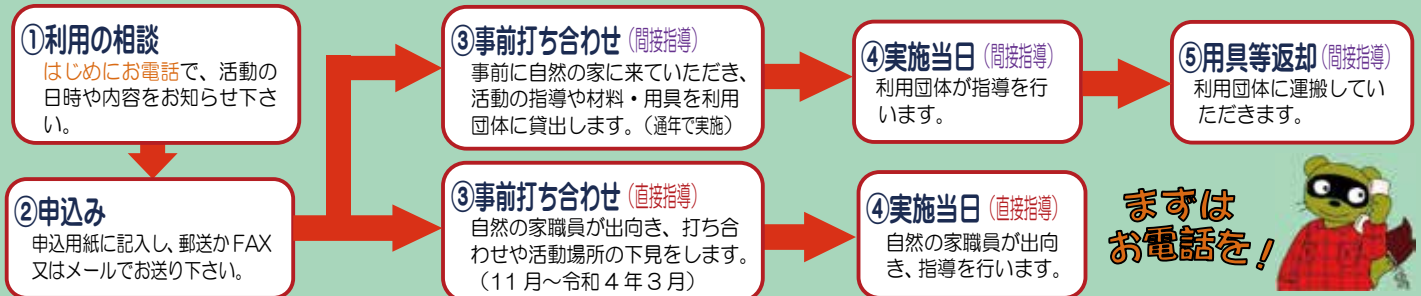 ①利用の相談
はじめにお電話で、活動の
日時や内容をお知らせ下さ
い。
②申込み
申込用紙に記入し、郵送かFAX
又はメールでお送り下さい。
③事前打ち合わせ(間接指導)
事前に自然の家に来ていただき、
活動の指導や材料・用具を利用
団体に貸出します。（通年で実施）
④実施当日(間接指導)
利用団体が指導を行
います。
⑤用具等返却(間接指導)
利用団体に運搬してい
ただきます。
③事前打ち合わせ(直接指導)
自然の家職員が出向き、打ち合
わせや活動場所の下見をします。
（11月～令和4年3月）
④実施当日(直接指導)
自然の家職員が出向
き、指導を行います。
まずは
お電話を！